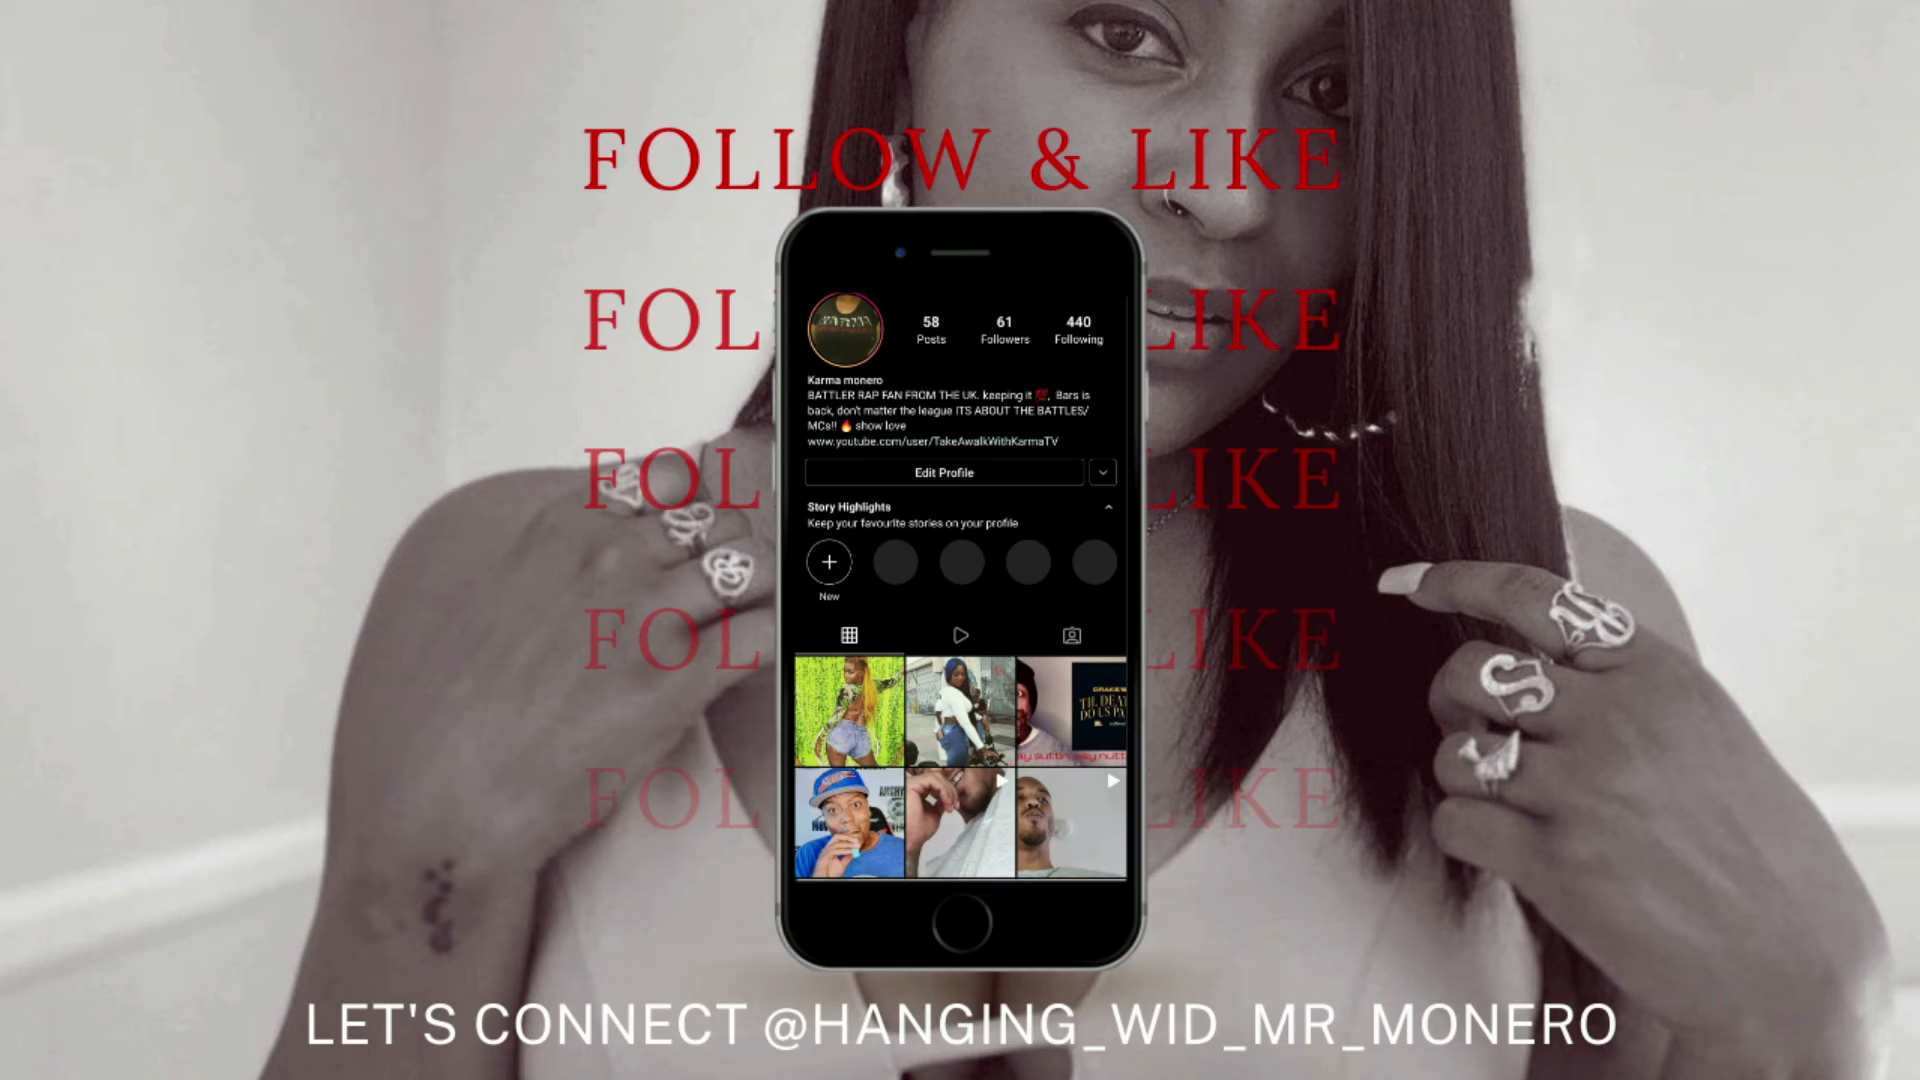 FOLLOW & LIKE
FOL LIKE
FOL LIKE
FOL LIKE
FOL LIKE
58
Posts
61
Followers
440
Following
Karma monero
BATTLER RAP FAN FROM THE UK. keeping it 💯. Bars is
back, don't matter the league ITS ABOUT THE BATTLES/
MCs!! 🔥 show love
www.youtube.com/user/TakeAwalkWithKarmaTV
Edit Profile
Story Highlights
Keep your favourite stories on your profile
New
DRAKE'S
LET'S CONNECT @HANGING_WID_MR_MONERO